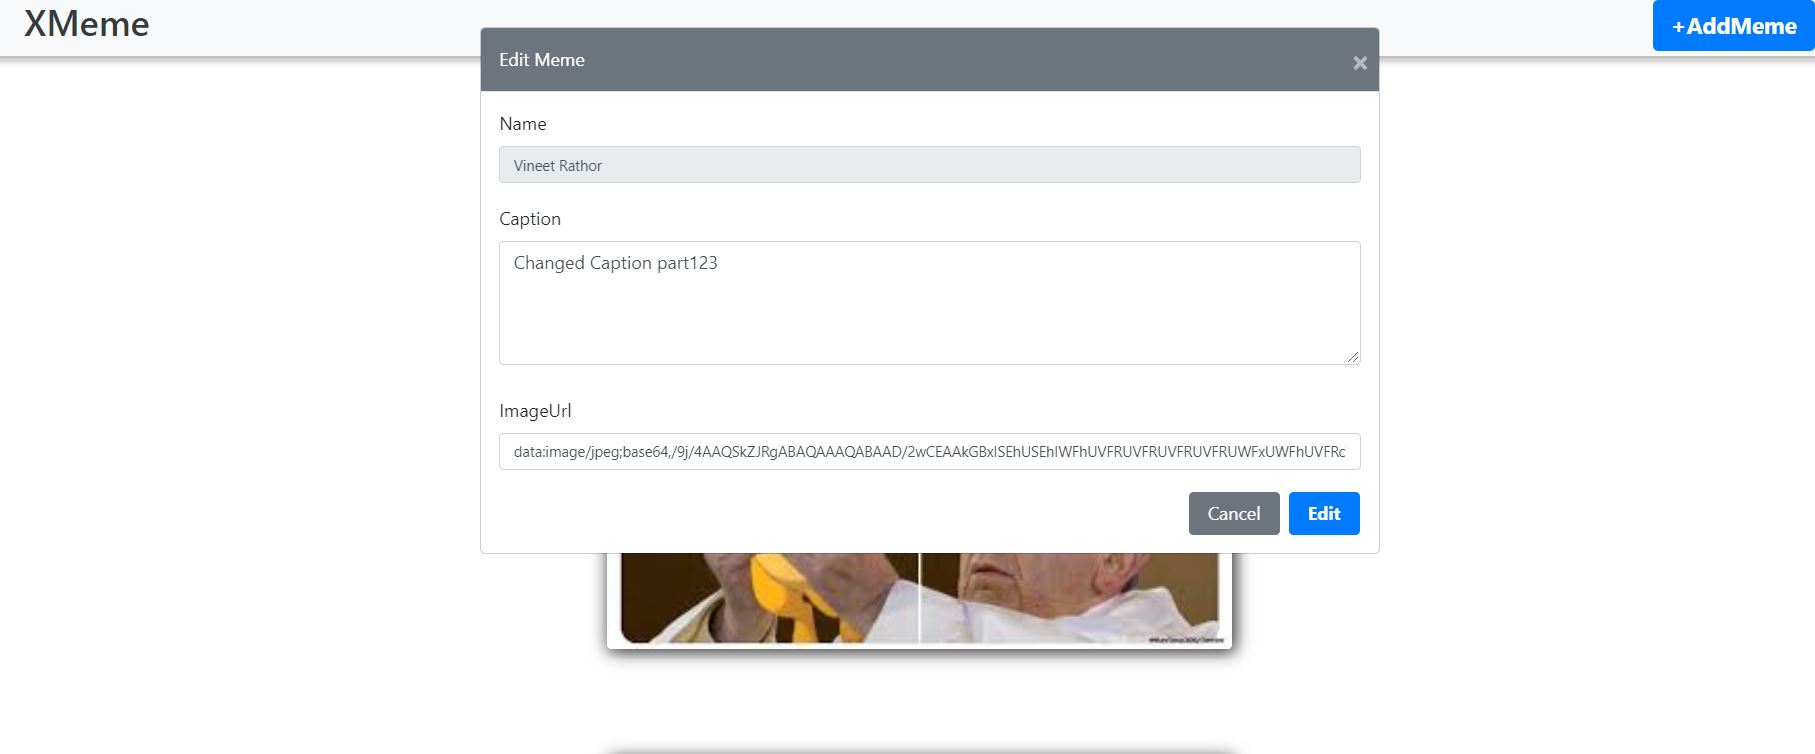 XMeme
+AddMeme
Edit Meme
×
Name
Vineet Rathor
Caption
Changed Caption part123
ImageUrl
data:image/jpeg;base64,/9j/4AAQSkZJRgABAQAAAQABAAD/2wCEAAkGBxISEhUSEhIWFhUVFRUVFRUVFRUVFRUWFxUWFhUVFRc
Cancel
Edit